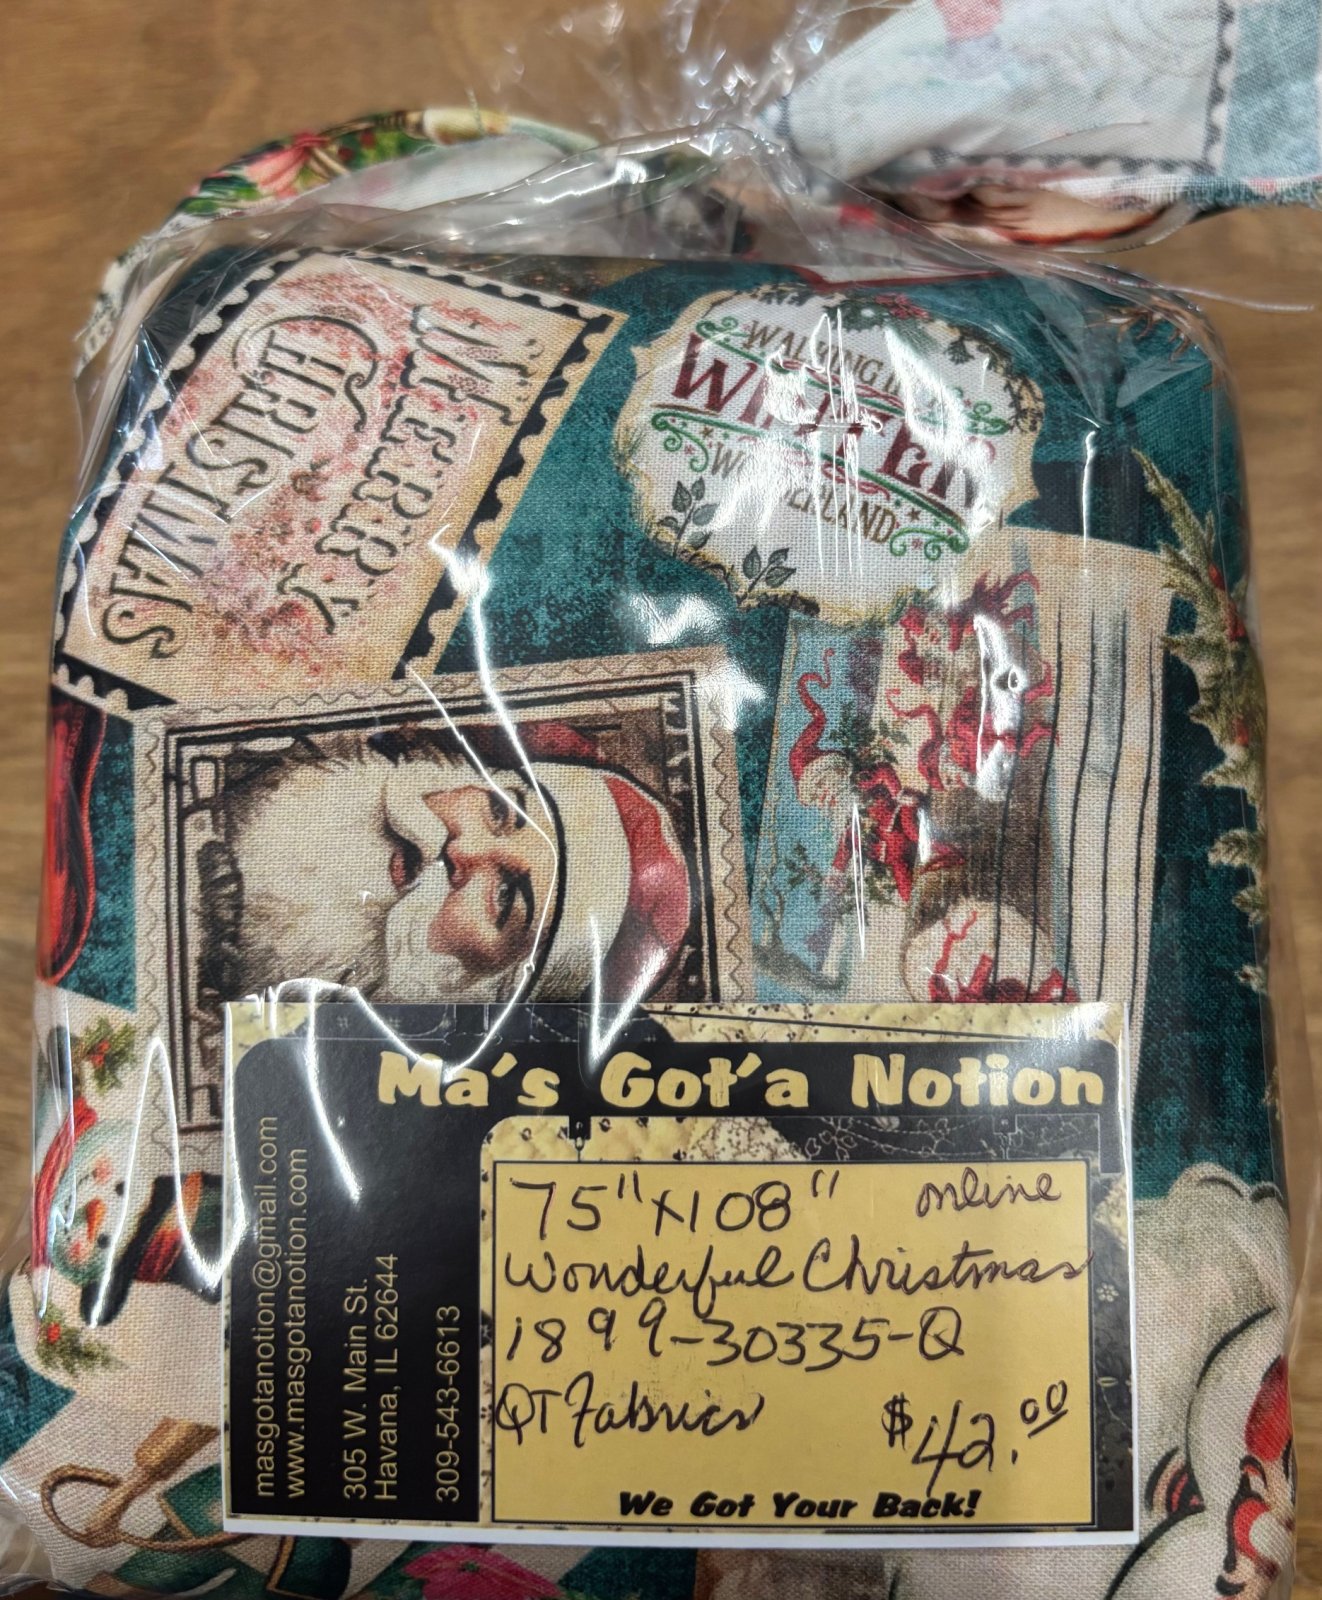 MERRY
CHRISTMAS
WALKING IN A
WINTER
WONDERLAND
Ma's Got'a Notion
masgotanotion@gmail.com
www.masgotanotion.com
305 W. Main St.
Havana, IL 62644
309-543-6613
75" x 108" online
Wonderful Christmas
1899-30335-Q
QT Fabrics $42.00
We Got Your Back!